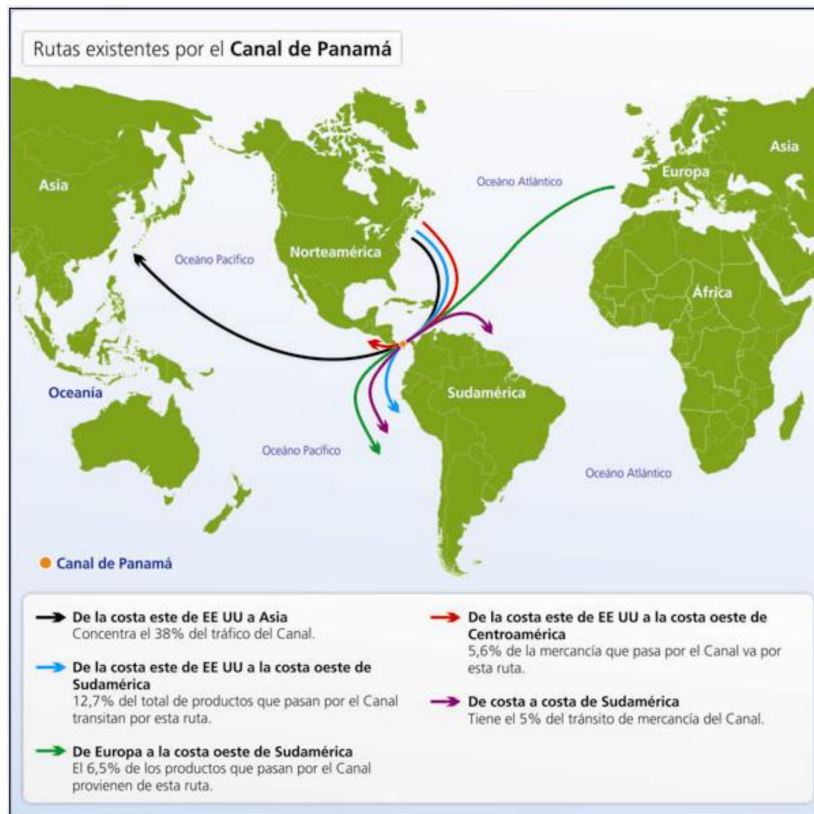 Rutas existentes por el Canal de Panamá
Asia
Norteamérica
Europa
Asia
Oceáno Atlántico
Oceáno Pacífico
África
Oceanía
Sudamérica
Oceáno Pacífico
Oceáno Atlántico
Canal de Panamá
De la costa este de EE UU a Asia
Concentra el 38% del tráfico del Canal.
De la costa este de EE UU a la costa oeste de
Sudamérica
12,7% del total de productos que pasan por el Canal
transitan por esta ruta.
De Europa a la costa oeste de Sudamérica
El 6,5% de los productos que pasan por el Canal
provienen de esta ruta.
De la costa este de EE UU a la costa oeste de
Centroamérica
5,6% de la mercancía que pasa por el Canal va por
esta ruta.
De costa a costa de Sudamérica
Tiene el 5% del tránsito de mercancía del Canal.